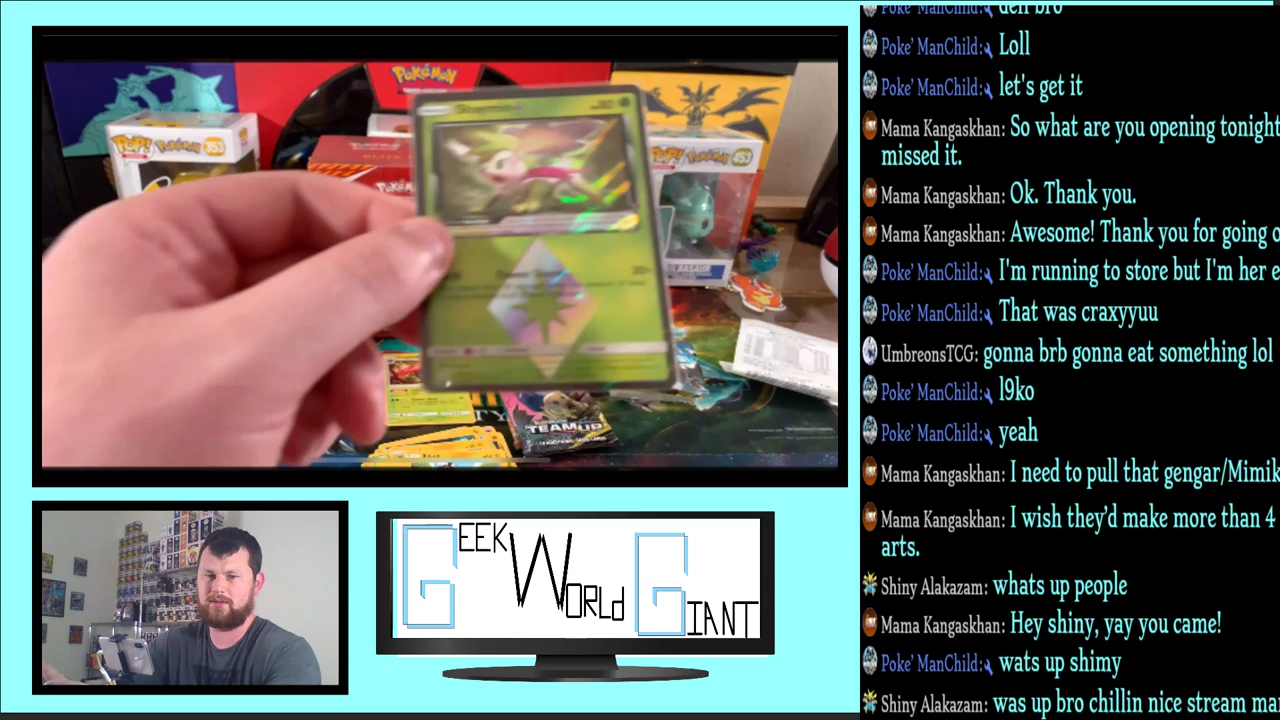 POKéMON
POP!
Pokémon
353
ELITE
POP!
Pokémon
453
TEAM UP
GEEK
WORLd
GIANT
Poke' ManChild:
Poke' ManChild: Loll
Poke' ManChild: let's get it
Mama Kangaskhan: So what are you opening tonight
missed it.
Mama Kangaskhan: Ok. Thank you.
Mama Kangaskhan: Awesome! Thank you for going o
Poke' ManChild: I'm running to store but I'm her e
Poke' ManChild: That was craxyyuu
UmbreonsTCG: gonna brb gonna eat something lol
Poke' ManChild: l9ko
Poke' ManChild: yeah
Mama Kangaskhan: I need to pull that gengar/Mimik
Mama Kangaskhan: I wish they'd make more than 4
arts.
Shiny Alakazam: whats up people
Mama Kangaskhan: Hey shiny, yay you came!
Poke' ManChild: wats up shimy
Shiny Alakazam: was up bro chillin nice stream ma